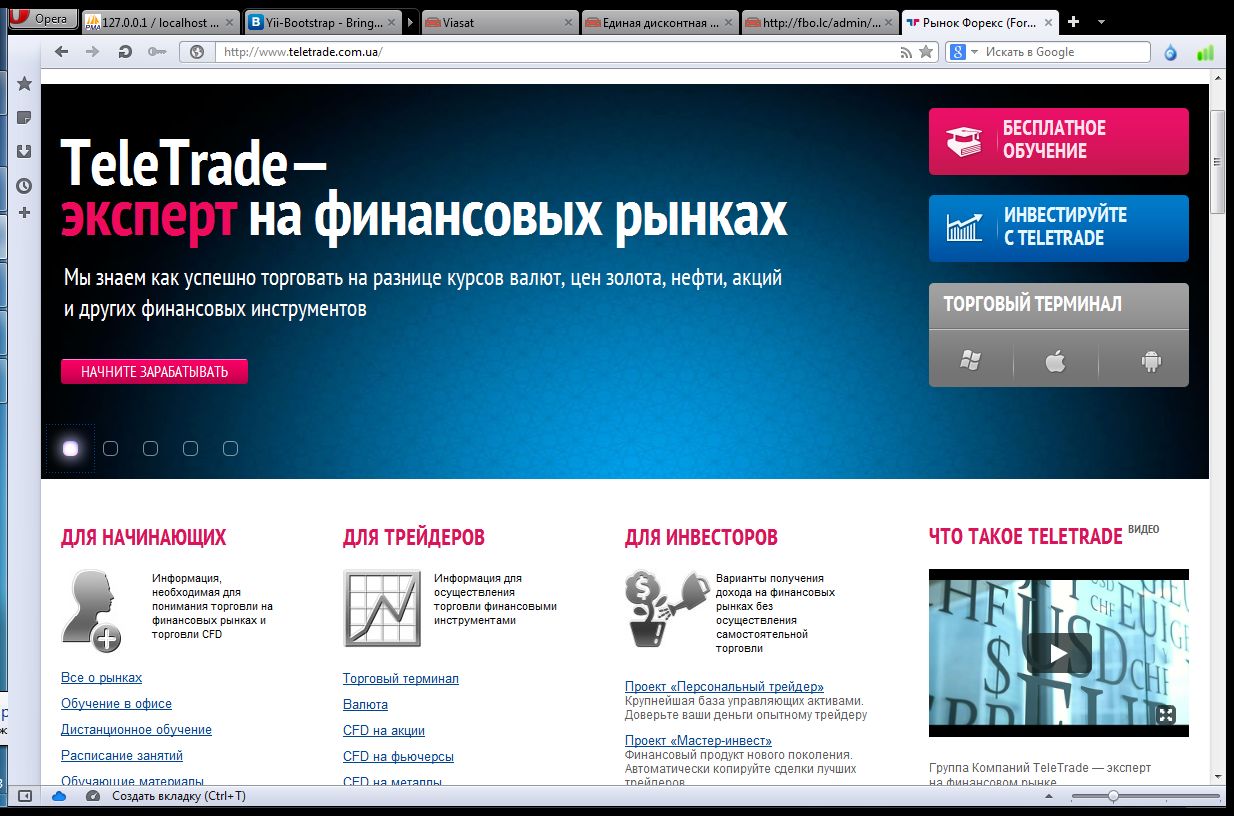 Opera
127.0.0.1 / localhost ...
Yii-Bootstrap - Bring...
Viasat
Единая дисконтная ...
http://fbo.lc/admin/...
Рынок Форекс (For...
http://www.teletrade.com.ua/
Искать в Google
TeleTrade—
эксперт на финансовых рынках
Мы знаем как успешно торговать на разнице курсов валют, цен золота, нефти, акций
и других финансовых инструментов
НАЧНИТЕ ЗАРАБАТЫВАТЬ
БЕСПЛАТНОЕ
ОБУЧЕНИЕ
ИНВЕСТИРУЙТЕ
С TELETRADE
ТОРГОВЫЙ ТЕРМИНАЛ
ДЛЯ НАЧИНАЮЩИХ
Информация,
необходимая для
понимания торговли на
финансовых рынках и
торговли CFD
Все о рынках
Обучение в офисе
Дистанционное обучение
Расписание занятий
Обучающие материалы
ДЛЯ ТРЕЙДЕРОВ
Информация для
осуществления
торговли финансовыми
инструментами
Торговый терминал
Валюта
CFD на акции
CFD на фьючерсы
CFD на металлы
ДЛЯ ИНВЕСТОРОВ
Варианты получения
дохода на финансовых
рынках без
осуществления
самостоятельной
торговли
Проект «Персональный трейдер»
Крупнейшая база управляющих активами.
Доверьте ваши деньги опытному трейдеру
Проект «Мастер-инвест»
Финансовый продукт нового поколения.
Автоматически копируйте сделки лучших
трейдеров
ЧТО ТАКОЕ TELETRADE ВИДЕО
CHF
USD
CHF
EUR
USD
CHF
$
Группа Компаний TeleTrade — эксперт
на финансовом рынке
Создать вкладку (Ctrl+T)